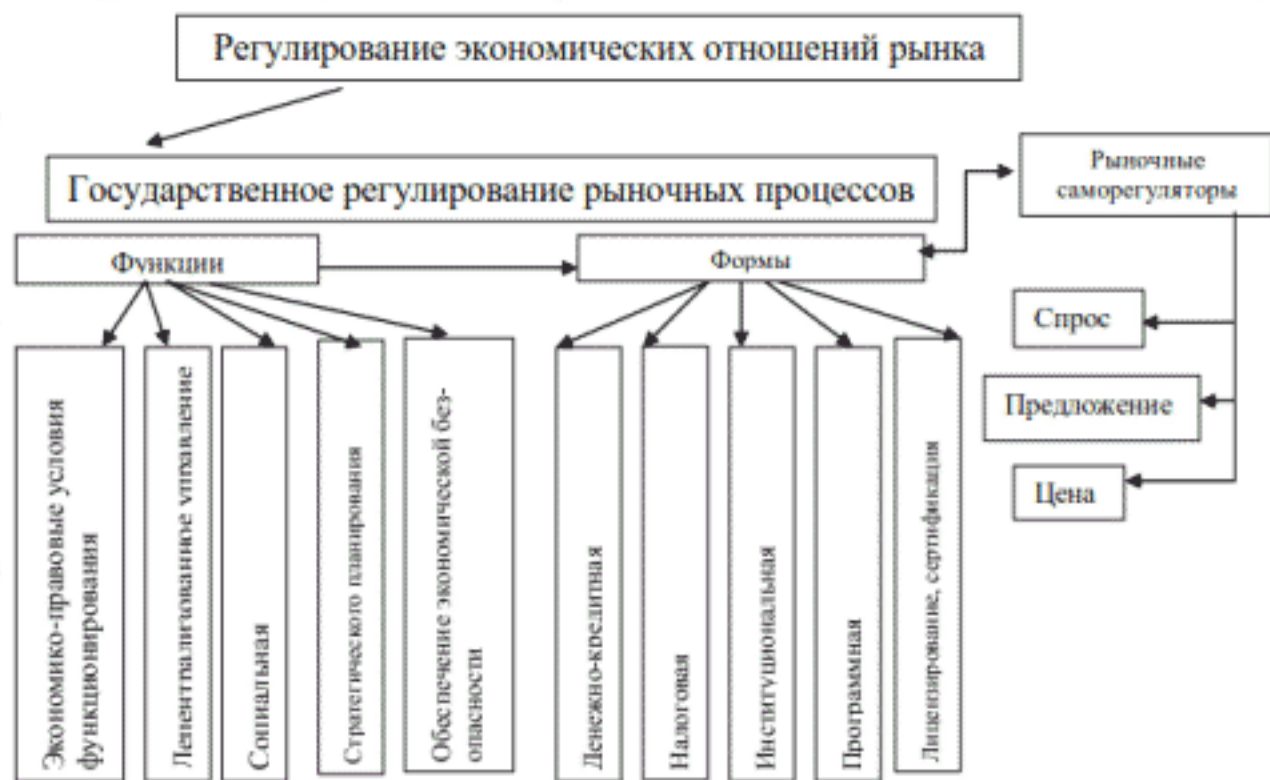 Регулирование экономических отношений рынка
Государственное регулирование рыночных процессов
Рыночные
саморегуляторы
Функции
Формы
Спрос
Предложение
Цена
Экономико-правовые условия
функционирования
Децентрализованное управление
Социальная
Стратегического планирования
Обеспечение экономической без-
опасности
Денежно-кредитная
Налоговая
Институциональная
Программная
Лицензирование, сертификация